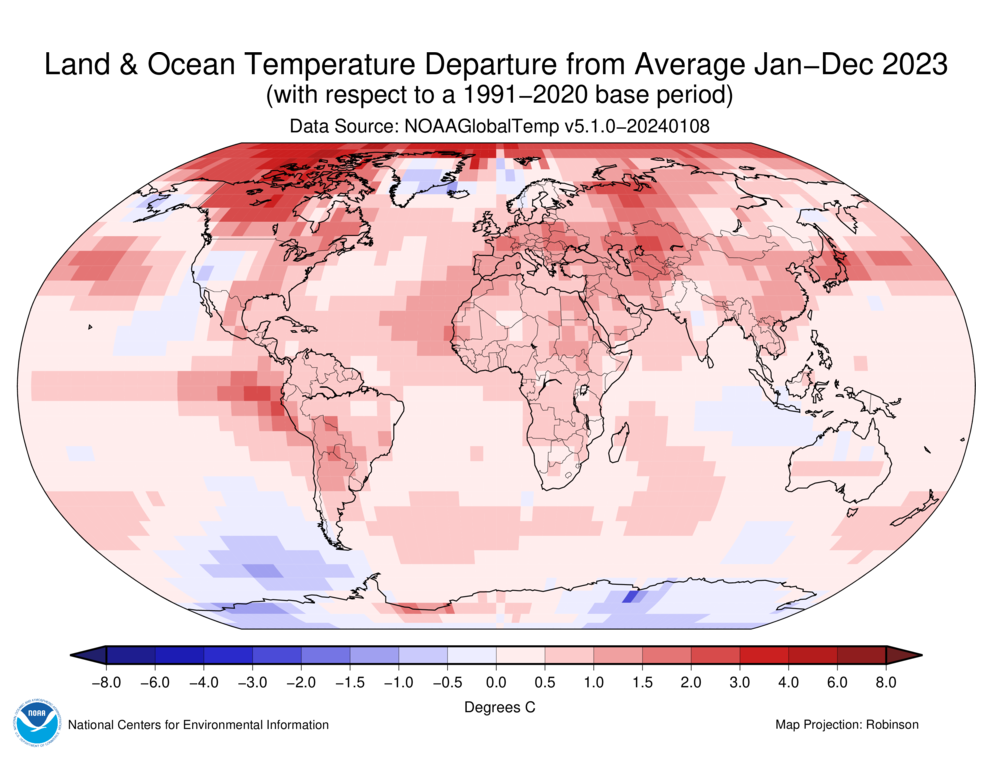 Land & Ocean Temperature Departure from Average Jan−Dec 2023
(with respect to a 1991−2020 base period)
Data Source: NOAAGlobalTemp v5.1.0−20240108
−8.0 −6.0 −4.0 −3.0 −2.0 −1.5 −1.0 −0.5 0.0 0.5 1.0 1.5 2.0 3.0 4.0 6.0 8.0
Degrees C
NOAA
National Centers for Environmental Information
Map Projection: Robinson